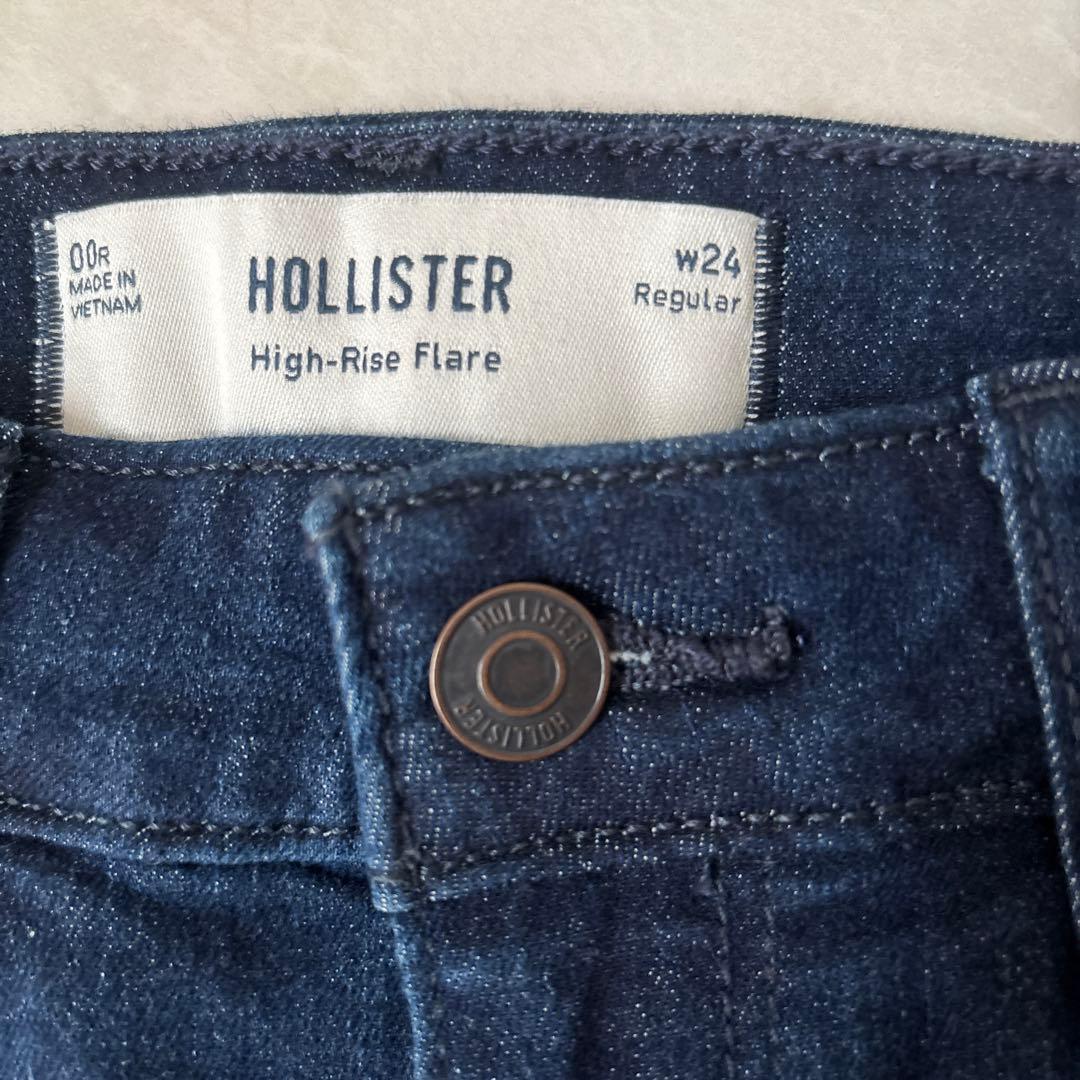 00R
MADE IN
VIETNAM
HOLLISTER
High-Rise Flare
W24
Regular
HOLLISTER
HOLLISTER